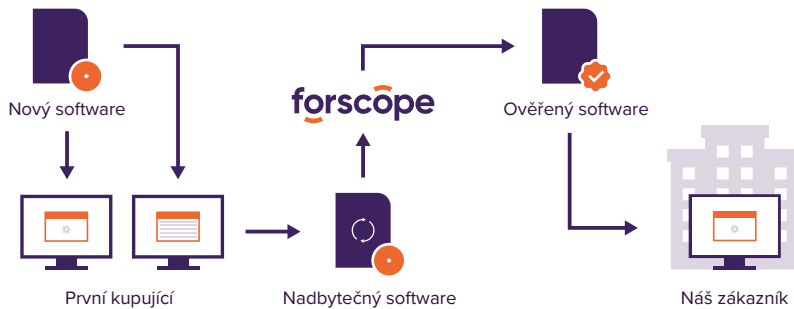 Nový software
forscope
Ověřený software
První kupující
Nadbytečný software
Náš zákazník